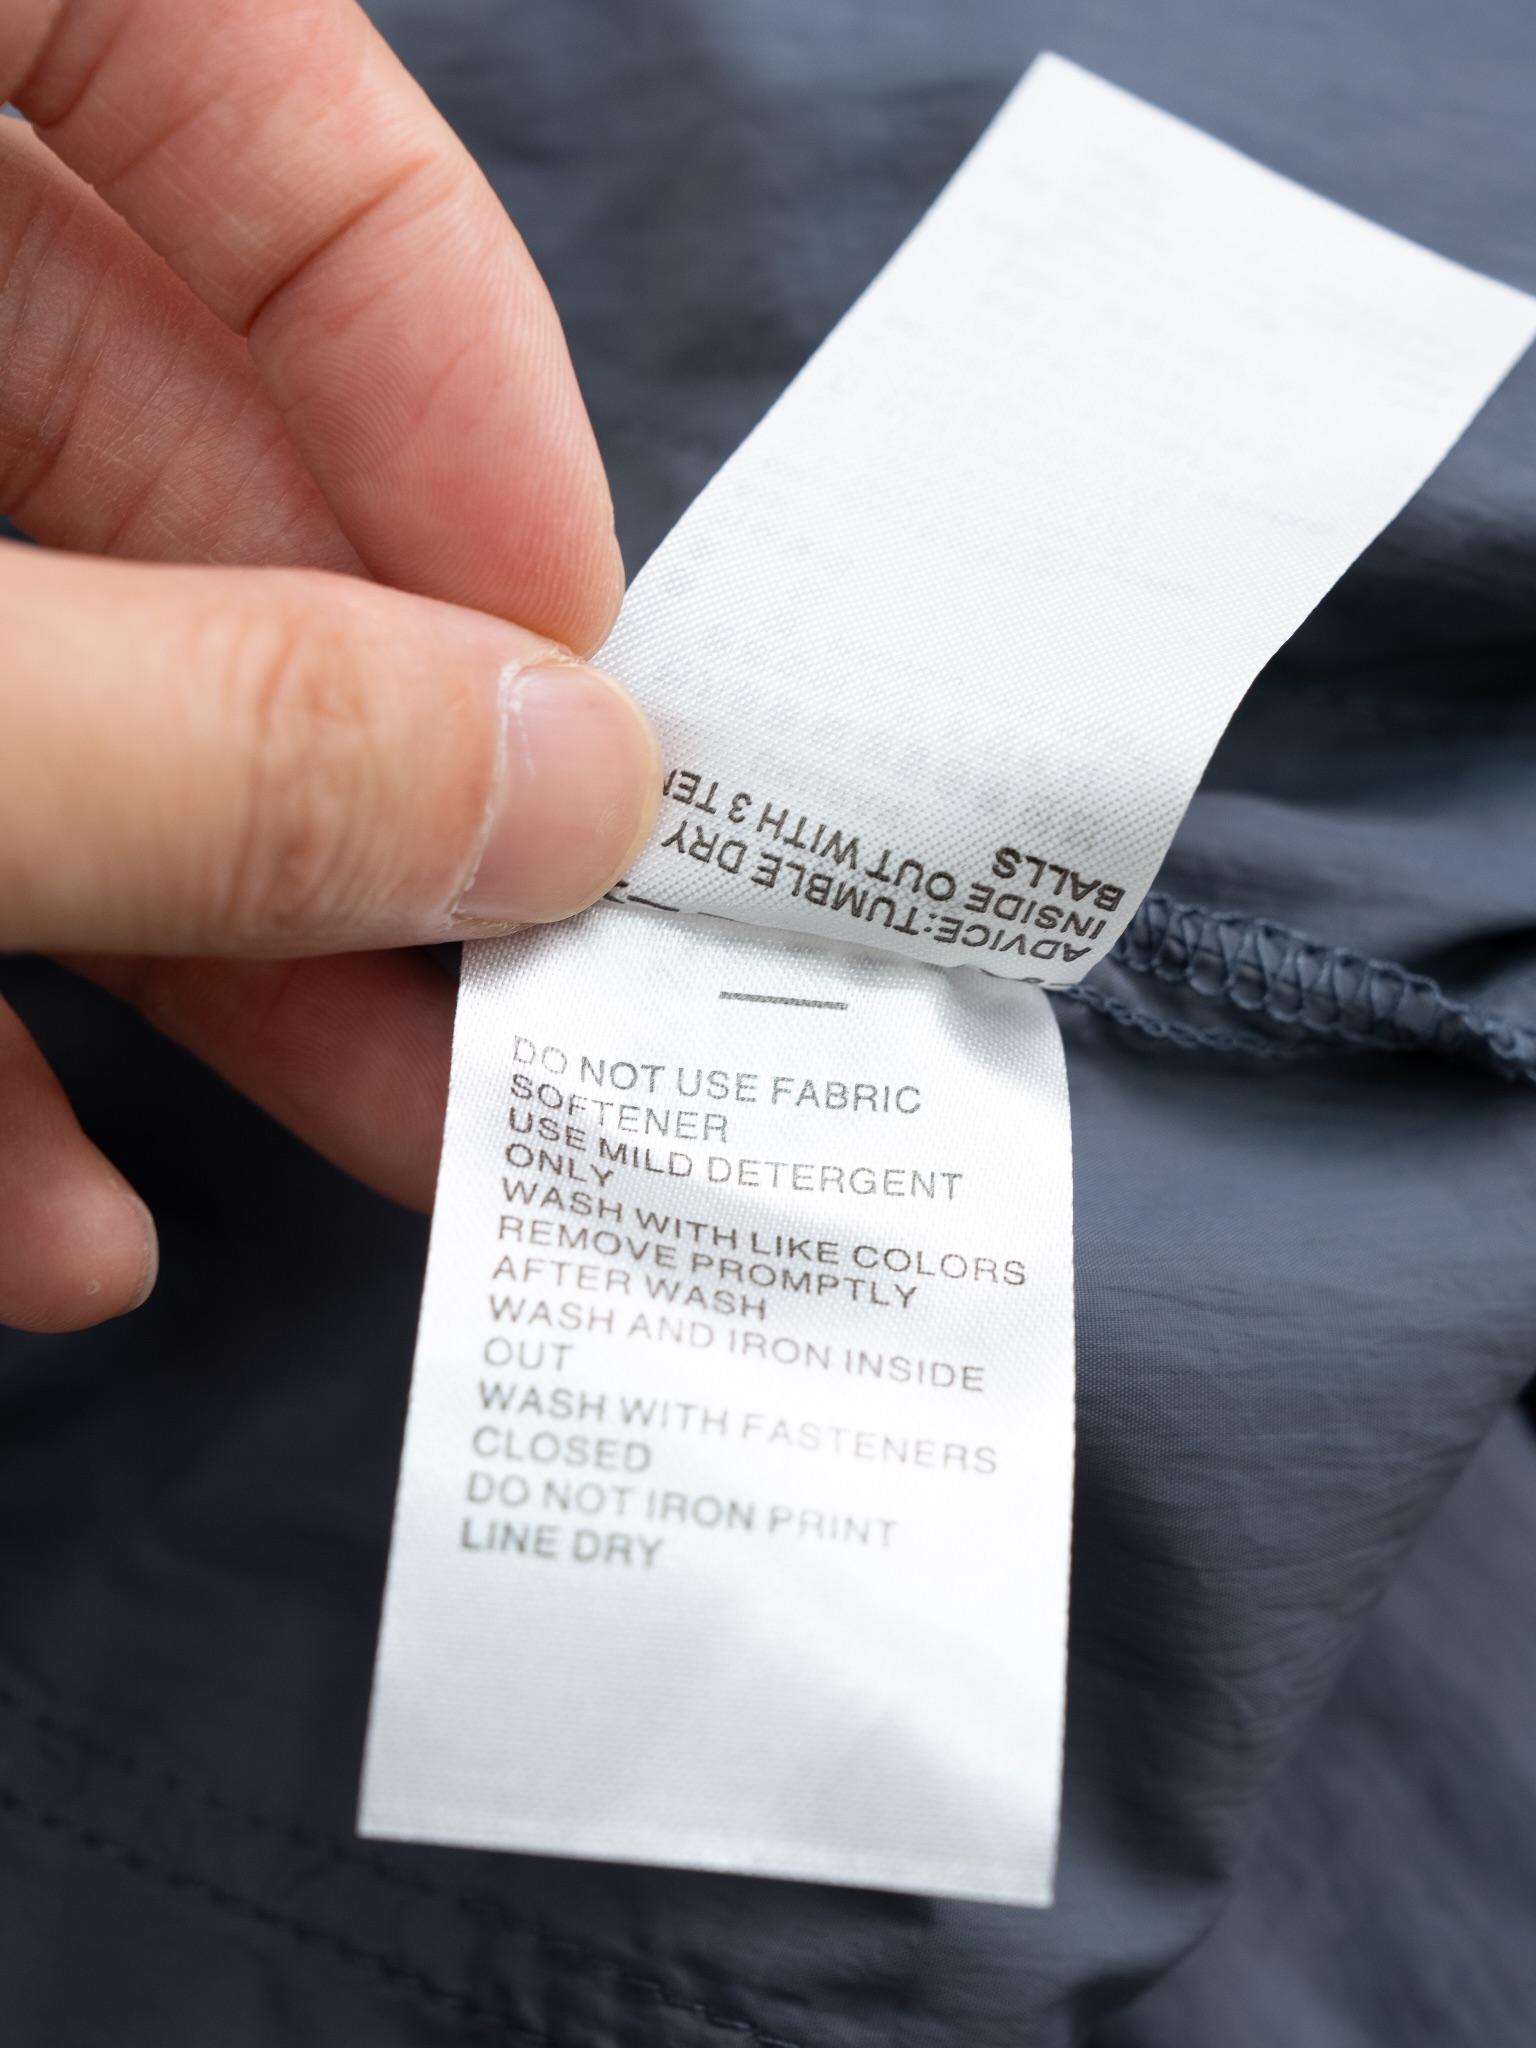 ADVICE:TUMBLE DRY
INSIDE OUT WITH 3
BALLS
DO NOT USE FABRIC
SOFTENER
USE MILD DETERGENT
ONLY
WASH WITH LIKE COLORS
REMOVE PROMPTLY
AFTER WASH
WASH AND IRON INSIDE
OUT
WASH WITH FASTENERS
CLOSED
DO NOT IRON PRINT
LINE DRY